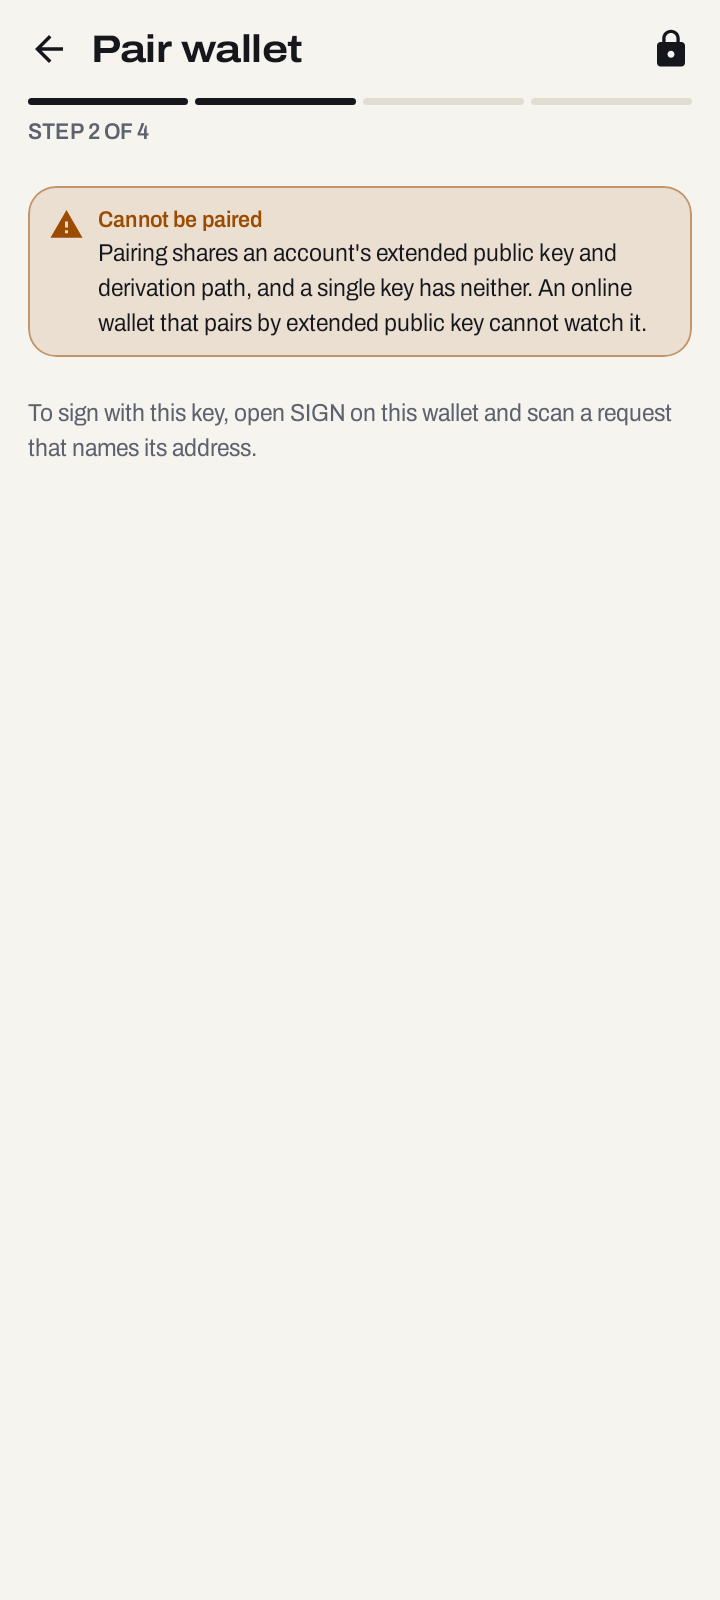 Pair wallet
STEP 2 OF 4
Cannot be paired
Pairing shares an account's extended public key and
derivation path, and a single key has neither. An online
wallet that pairs by extended public key cannot watch it.
To sign with this key, open SIGN on this wallet and scan a request
that names its address.